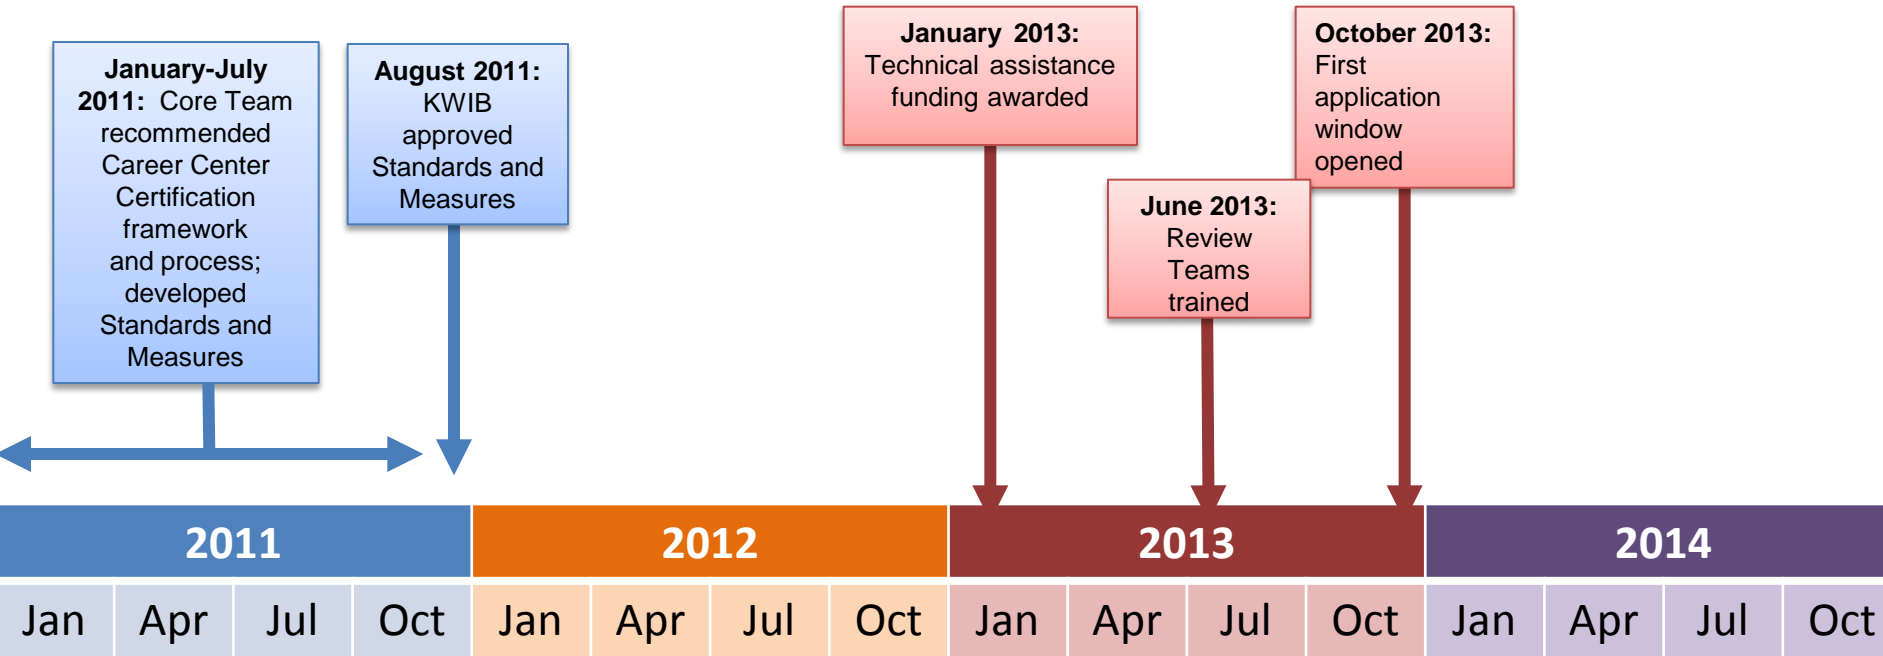 January-July
2011: Core Team
recommended
Career Center
Certification
framework
and process;
developed
Standards and
Measures
August 2011:
KWIB
approved
Standards and
Measures
January 2013:
Technical assistance
funding awarded
June 2013:
Review
Teams
trained
October 2013:
First
application
window
opened
2011 2012 2013 2014
Jan Apr Jul Oct Jan Apr Jul Oct Jan Apr Jul Oct Jan Apr Jul Oct